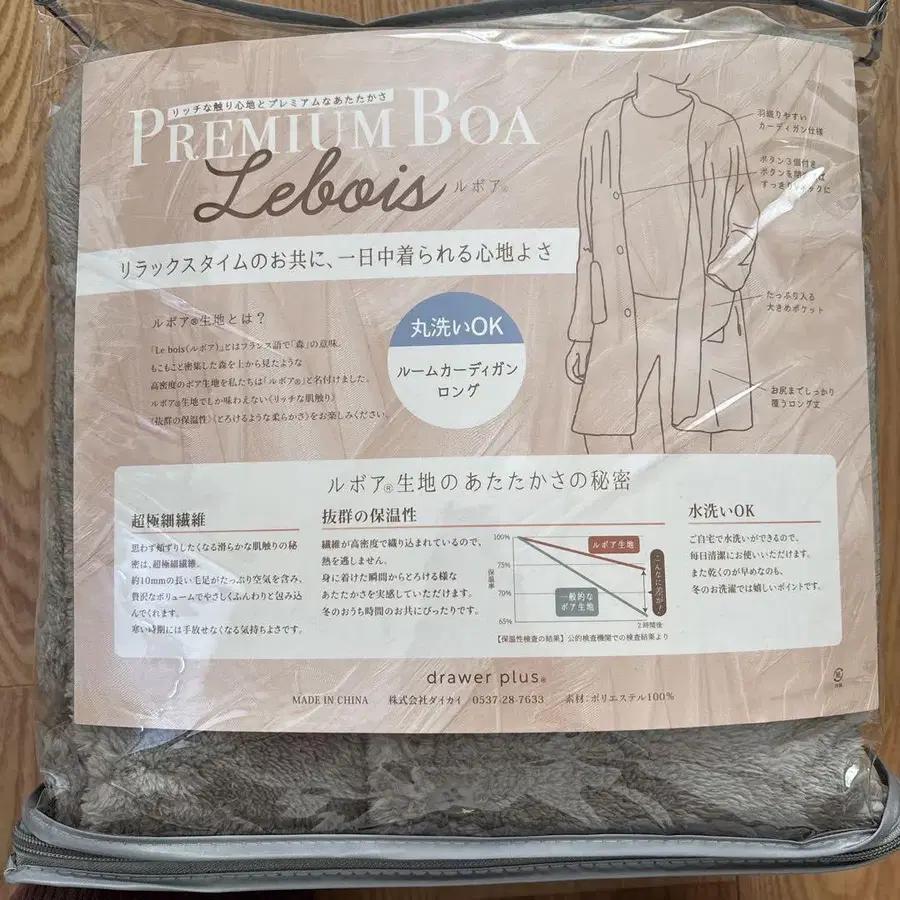 リッチな触り心地とプレミアムなあたたかさ
PREMIUM BOA
Lebois ルボア®
リラックスタイムのお共に、一日中着られる心地よさ
羽織りやすい
カーディガン仕様
ボタン3個付き
ボタンを閉
すっきりVネックに
たっぷり入る
大きめポケット
お尻までしっかり
覆うロング丈
ルボア®生地とは？
「Le bois(ルボア)」とはフランス語で「森」の意味。
もこもこと密集した森を上から見たような
高密度のボア生地を私たちは「ルボア®」と名付けました。
ルボア®生地でしか味わえない〈リッチな肌触り〉
〈抜群の保温性〉〈とろけるような柔らかさ〉をお楽しみください。
丸洗いOK
ルームカーディガン
ロング
ルボア®生地のあたたかさの秘密
超極細繊維
思わず頬ずりしたくなる滑らかな肌触りの秘
密は、超極細繊維。
約10mmの長い毛足がたっぷり空気を含み、
贅沢なボリュームでやさしくふんわりと包み込
んでくれます。
寒い時期には手放せなくなる気持ちよさです。
抜群の保温性
繊維が高密度で織り込まれているので、
熱を逃しません。
身に着けた瞬間からとろける様な
あたたかさを実感していただけます。
冬のおうち時間のお共にぴったりです。
保温率
100%
75%
70%
65%
ルボア生地
一般的な
ボア生地
こんなに差が!
2時間後
【保温性検査の結果】公的検査機関での検査結果より
水洗いOK
ご自宅で水洗いができるので、
毎日清潔にお使いいただけます。
また乾くのが早めなのも、
冬のお洗濯では嬉しいポイントです。
drawer plus®
MADE IN CHINA 株式会社ダイカイ 0537-28-7633 素材:ポリエステル100%